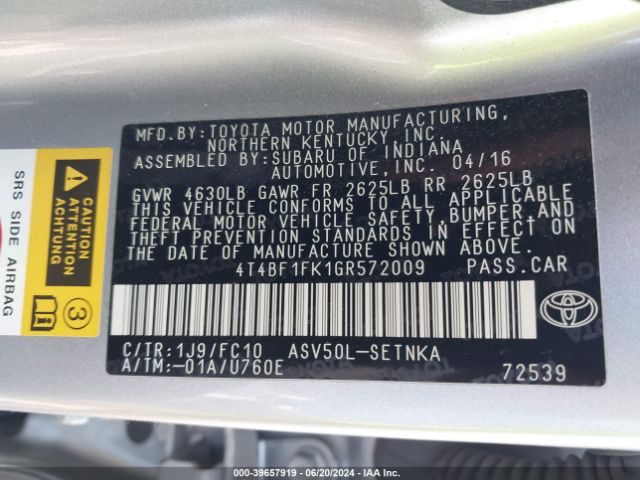 MFD.BY:TOYOTA MOTOR MANUFACTURING,
NORTHERN KENTUCKY INC.
ASSEMBLED BY:SUBARU OF INDIANA
AUTOMOTIVE,INC. 04/16
GVWR 4630LB GAWR FR 2625LB RR 2625LB
THIS VEHICLE CONFORMS TO ALL APPLICABLE
FEDERAL MOTOR VEHICLE SAFETY,BUMPER,AND
THEFT PREVENTION STANDARDS IN EFFECT ON
THE DATE OF MANUFACTURE SHOWN ABOVE.
4T4BF1FK1GR572009 PASS.CAR
C/TR:1J9/FC10 ASV50L-SETNKA
A/TM:-01A/U760E 72539
TOYOTA
CAUTION
ATTENTION
ACHTUNG
3
SRS SIDE AIRBAG
000-39657919 | 06/20/2024 | IAA Inc.